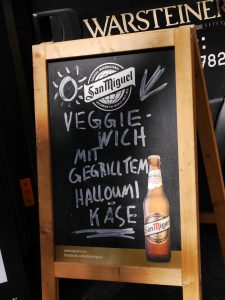 WARSTEINER
782
San Miguel
VEGGIE-
WICH
MIT
GEGRILLTEM
HALLOUMI
KÄSE
San Miguel